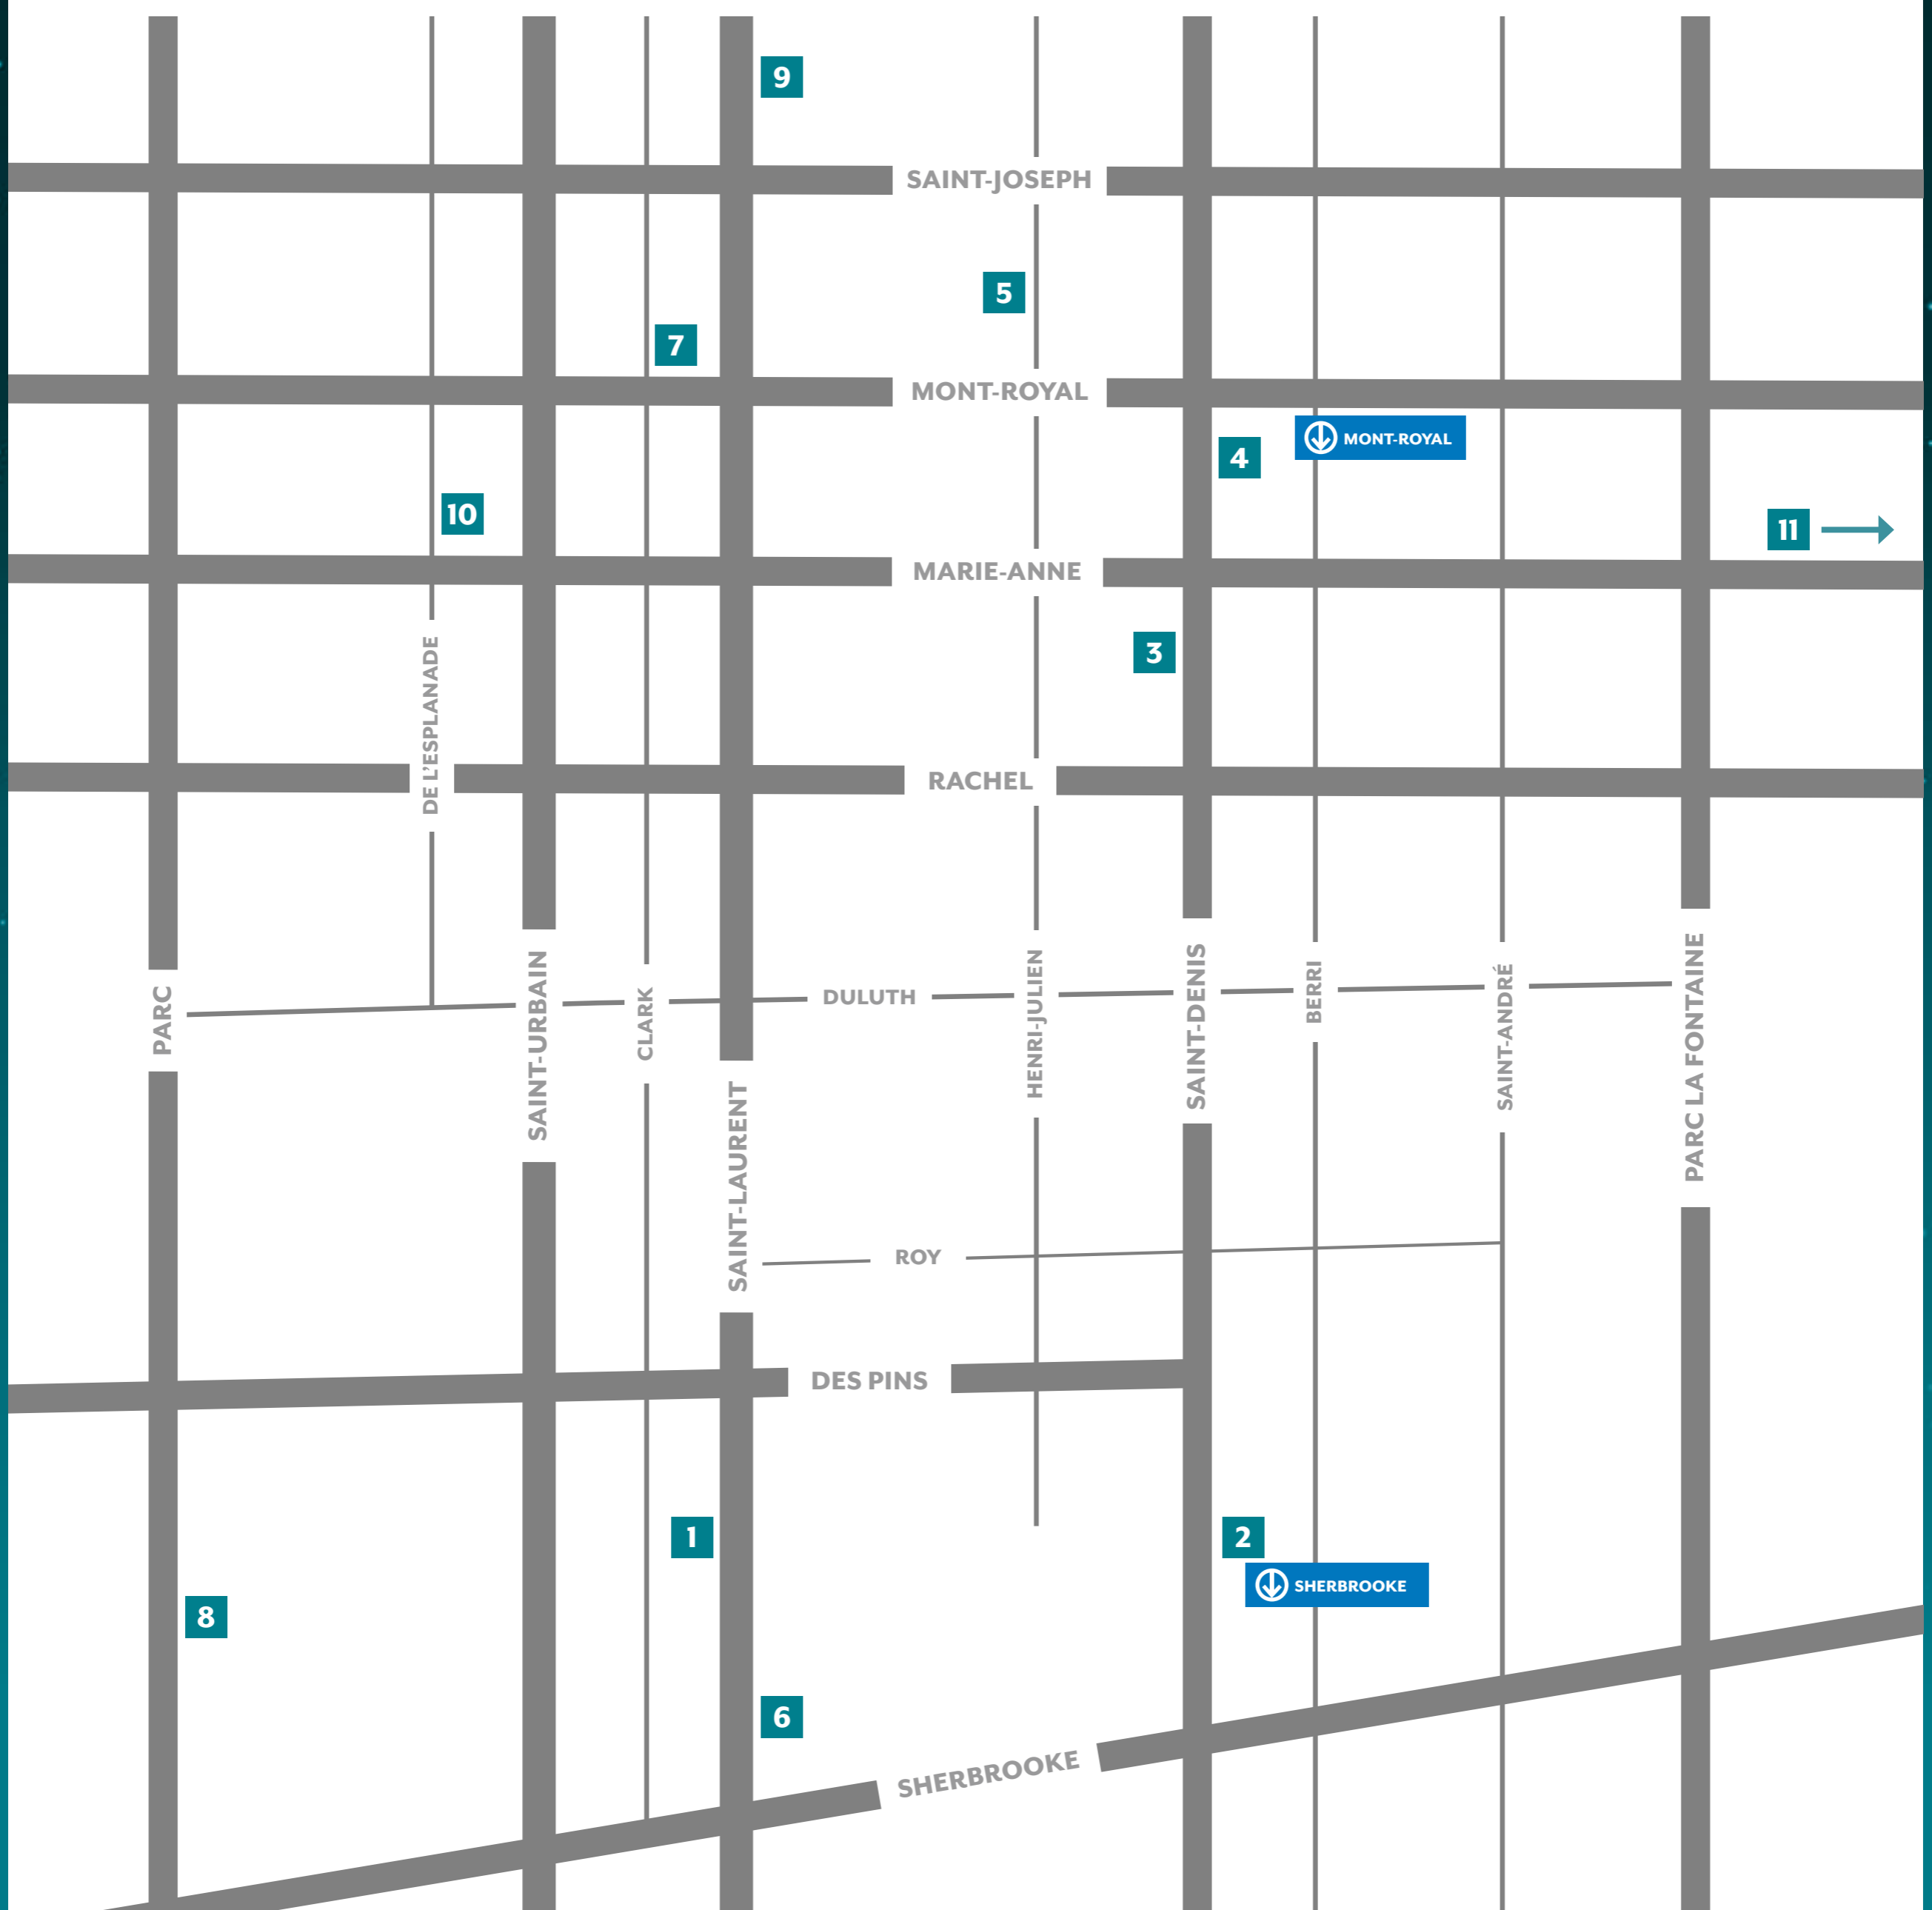 9
SAINT-JOSEPH
5
7
MONT-ROYAL
MONT-ROYAL
4
10
11
MARIE-ANNE
3
DE L'ESPLANADE
RACHEL
PARC
SAINT-URBAIN
CLARK
SAINT-LAURENT
DULUTH
HENRI-JULIEN
SAINT-DENIS
BERRI
SAINT-ANDRÉ
PARC LA FONTAINE
ROY
DES PINS
1
2
SHERBROOKE
8
6
SHERBROOKE